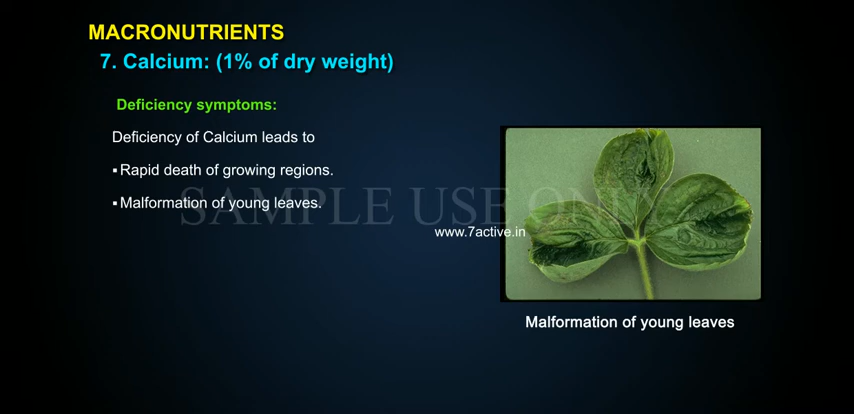 MACRONUTRIENTS
7. Calcium: (1% of dry weight)
Deficiency symptoms:
Deficiency of Calcium leads to
▪ Rapid death of growing regions.
▪ Malformation of young leaves.
SAMPLE USE ONLY
www.7active.in
Malformation of young leaves